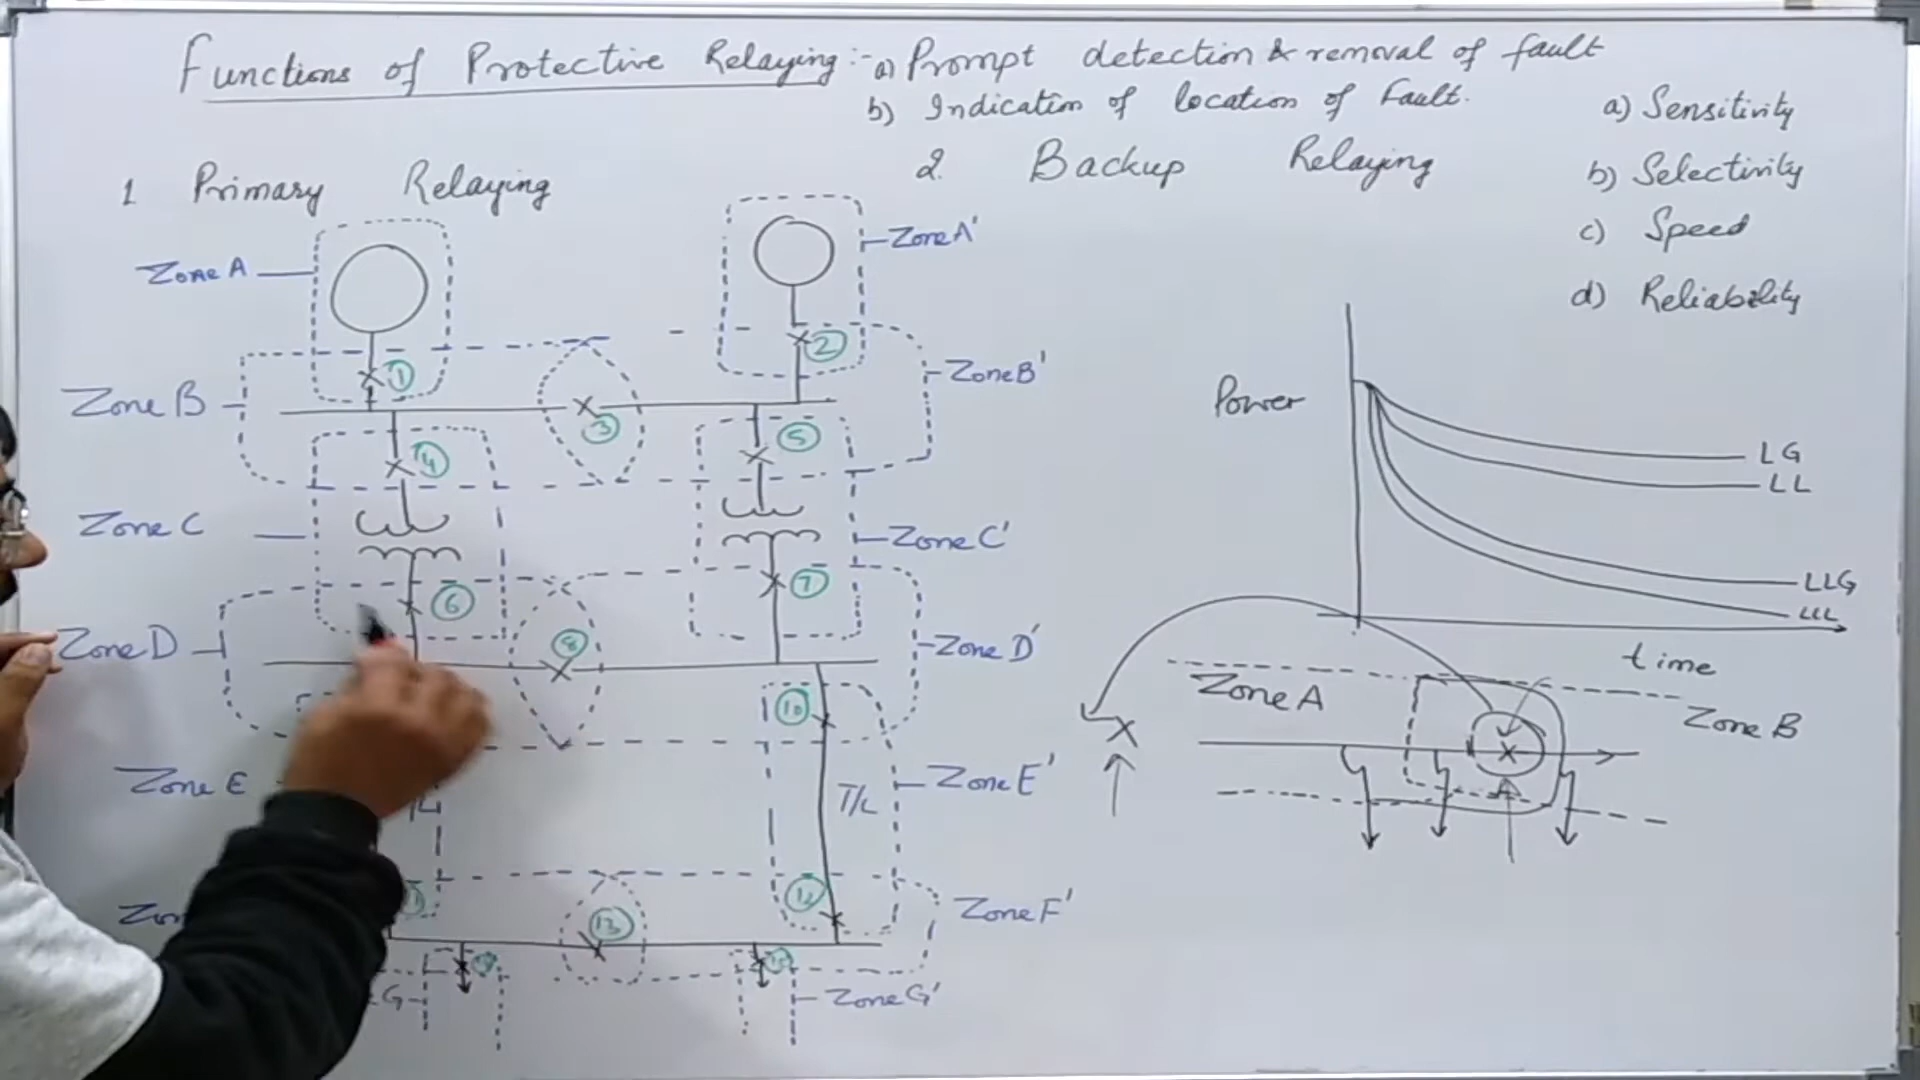 Functions of Protective Relaying :- a) Prompt detection & removal of fault
b) Indication of location of fault.
a) Sensitivity
b) Selectivity
c) Speed
d) Reliability
1 Primary Relaying
2. Backup Relaying
Zone A
Zone A'
1
2
Zone B
Zone B'
3
4
5
Zone C
Zone C'
6
7
Zone D
Zone D'
8
10
Zone E
T/L
Zone E'
12
13
Zone F'
G
Zone G'
Power
LG
LL
LLG
LLL
time
Zone A
Zone B